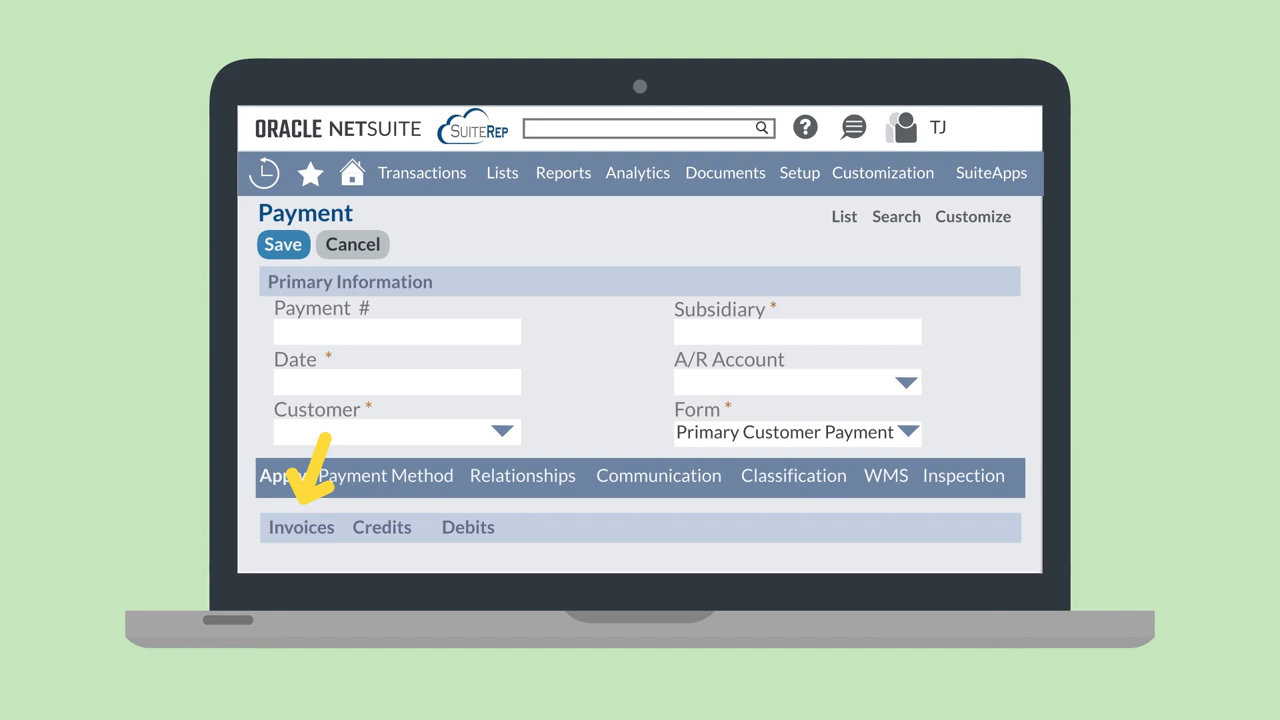 ORACLE NETSUITE SUITEREP TJ
Transactions Lists Reports Analytics Documents Setup Customization SuiteApps
Payment List Search Customize
Save Cancel
Primary Information
Payment # Subsidiary *
Date * A/R Account
Customer * Form *
Primary Customer Payment
Payment Method Relationships Communication Classification WMS Inspection
Invoices Credits Debits